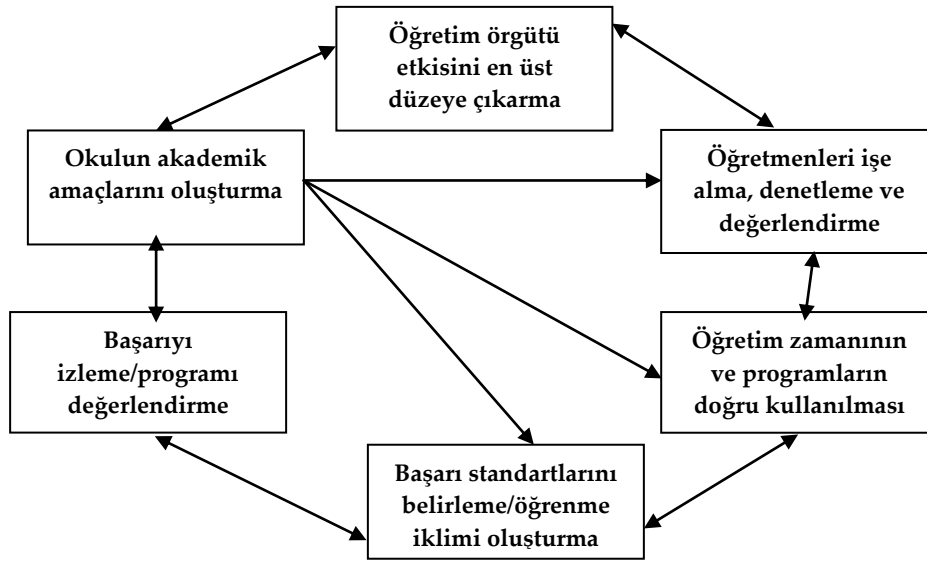 Öğretim örgütü
etkisini en üst
düzeye çıkarma
Okulun akademik
amaçlarını oluşturma
Öğretmenleri işe
alma, denetleme ve
değerlendirme
Başarıyı
izleme/programı
değerlendirme
Öğretim zamanının
ve programların
doğru kullanılması
Başarı standartlarını
belirleme/öğrenme
iklimi oluşturma